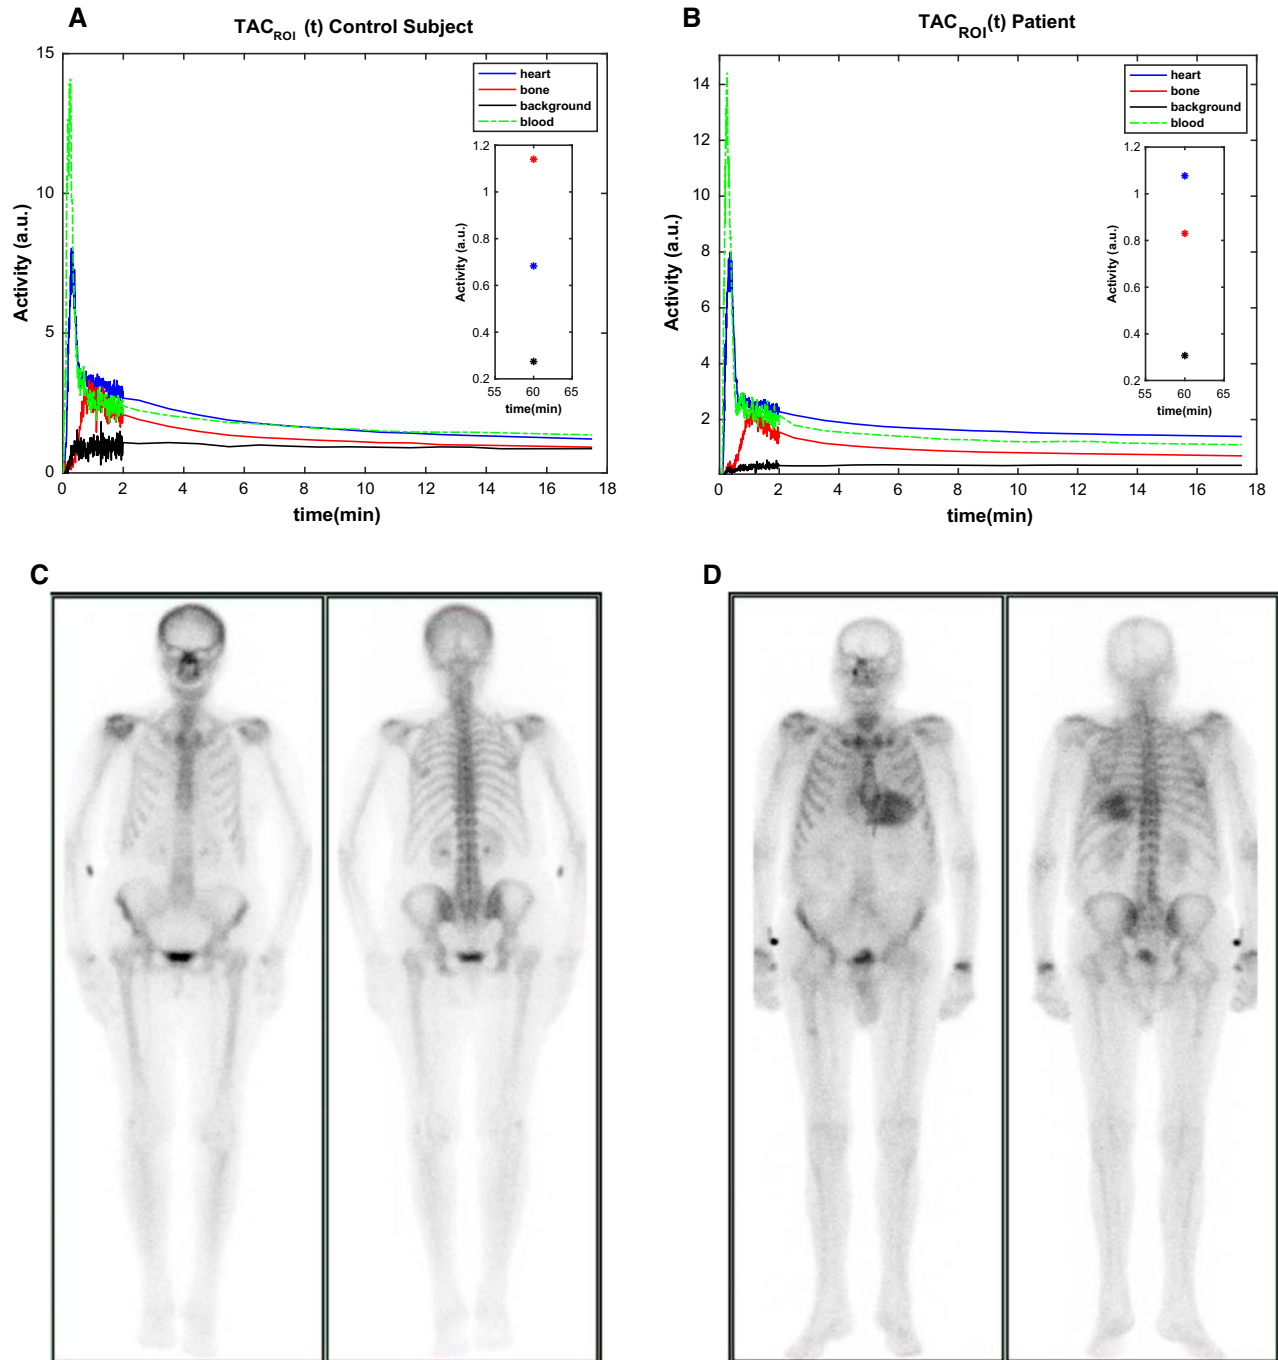 A
TAC_ROI (t) Control Subject
15
10
5
0
Activity (a.u.)
0 2 4 6 8 10 12 14 16 18
time(min)
heart
bone
background
blood
1.2
1
0.8
0.6
0.4
0.2
Activity (a.u.)
55 60 65
time(min)
B
TAC_ROI(t) Patient
14
12
10
8
6
4
2
Activity (a.u.)
0 2 4 6 8 10 12 14 16 18
time(min)
heart
bone
background
blood
1.2
1
0.8
0.6
0.4
0.2
Activity (a.u.)
55 60 65
time(min)
C
D